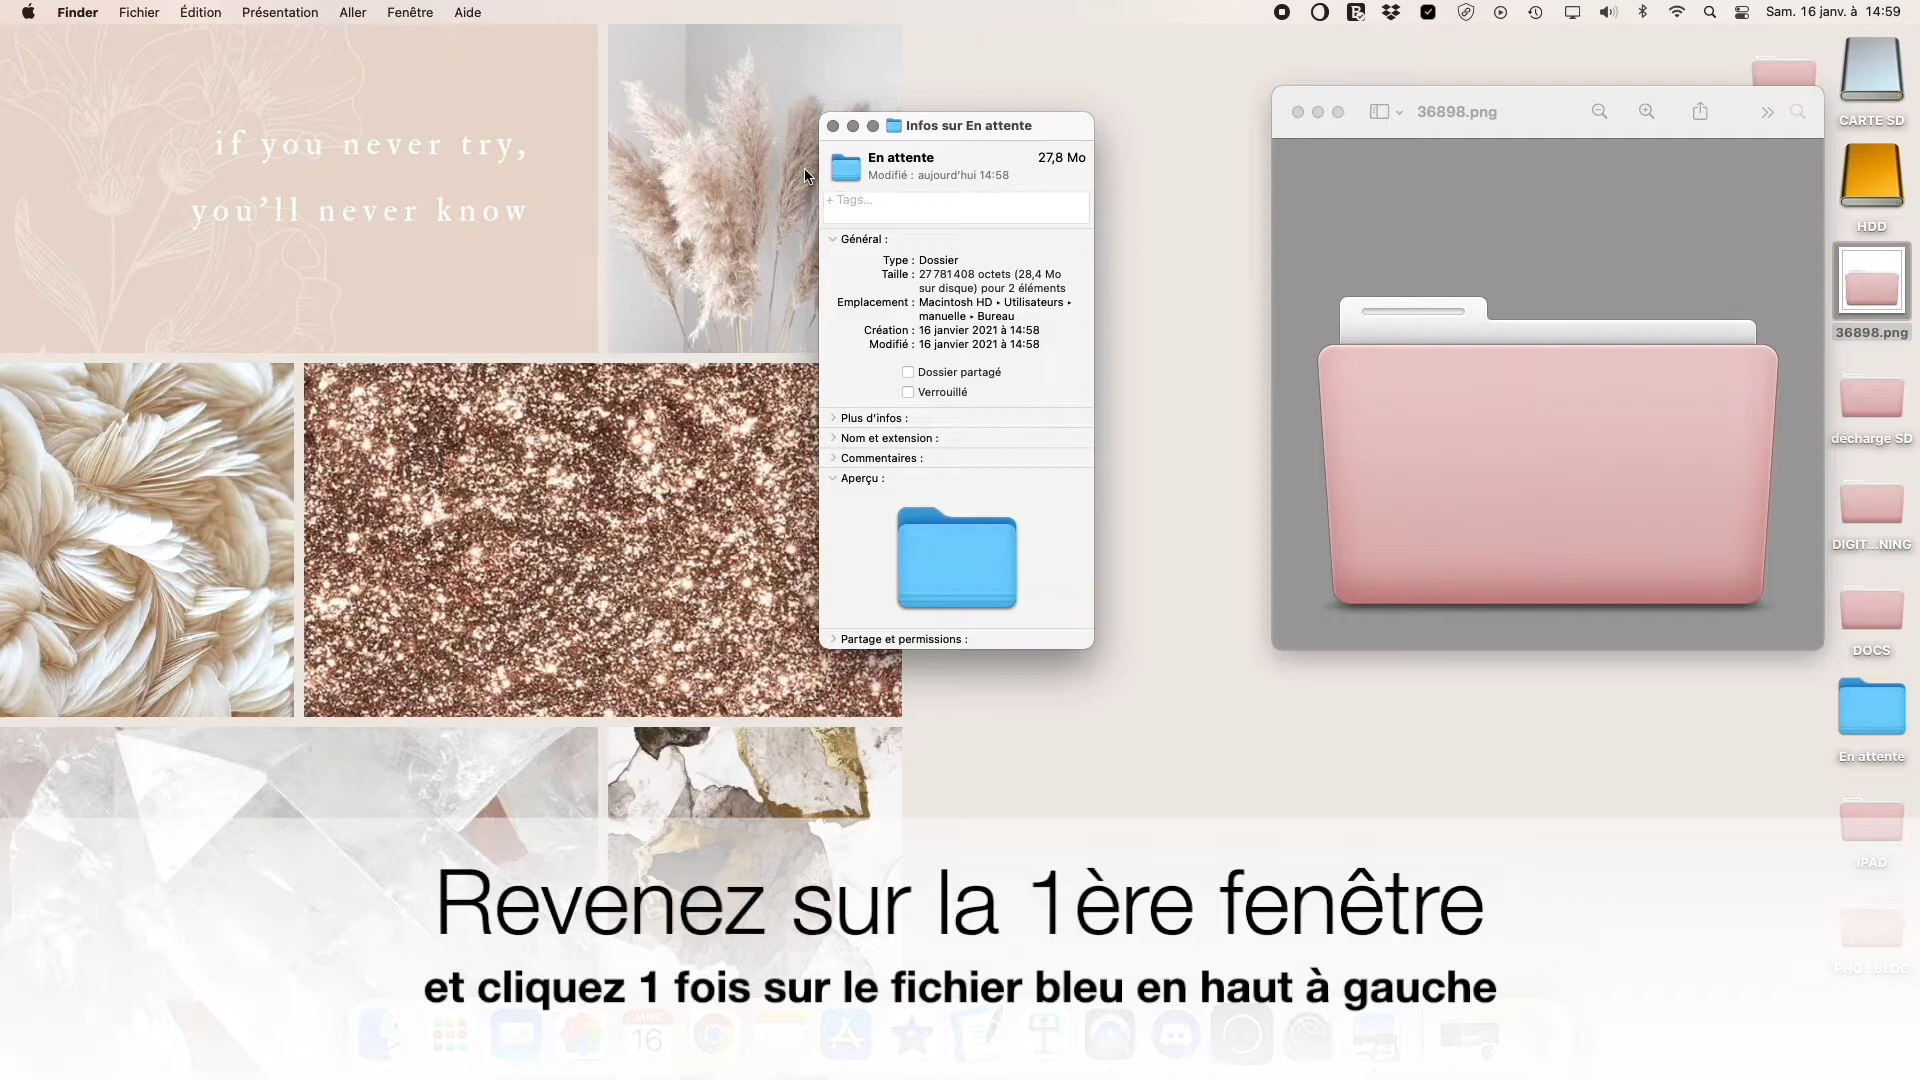 Finder Fichier Édition Présentation Aller Fenêtre Aide
Sam. 16 janv. à 14:59
if you never try,
you'll never know
Infos sur En attente
En attente 27,8 Mo
Modifié : aujourd'hui 14:58
+ Tags...
Général :
Type : Dossier
Taille : 27 781 408 octets (28,4 Mo
sur disque) pour 2 éléments
Emplacement : Macintosh HD ▸ Utilisateurs ▸
manuelle ▸ Bureau
Création : 16 janvier 2021 à 14:58
Modifié : 16 janvier 2021 à 14:58
Dossier partagé
Verrouillé
Plus d'infos :
Nom et extension :
Commentaires :
Aperçu :
Partage et permissions :
36898.png
CARTE SD
HDD
36898.png
décharge SD
DIGIT...NING
DOCS
En attente
IPAD
Revenez sur la 1ère fenêtre
et cliquez 1 fois sur le fichier bleu en haut à gauche
16